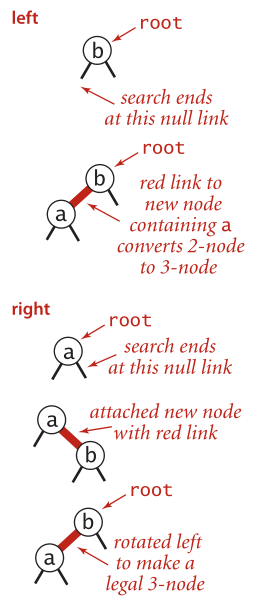 left
root
b
search ends
at this null link
root
b
red link to
new node
containing a
converts 2-node
to 3-node
a
right
root
a
search ends
at this null link
a
attached new node
with red link
b
root
b
a
rotated left
to make a
legal 3-node